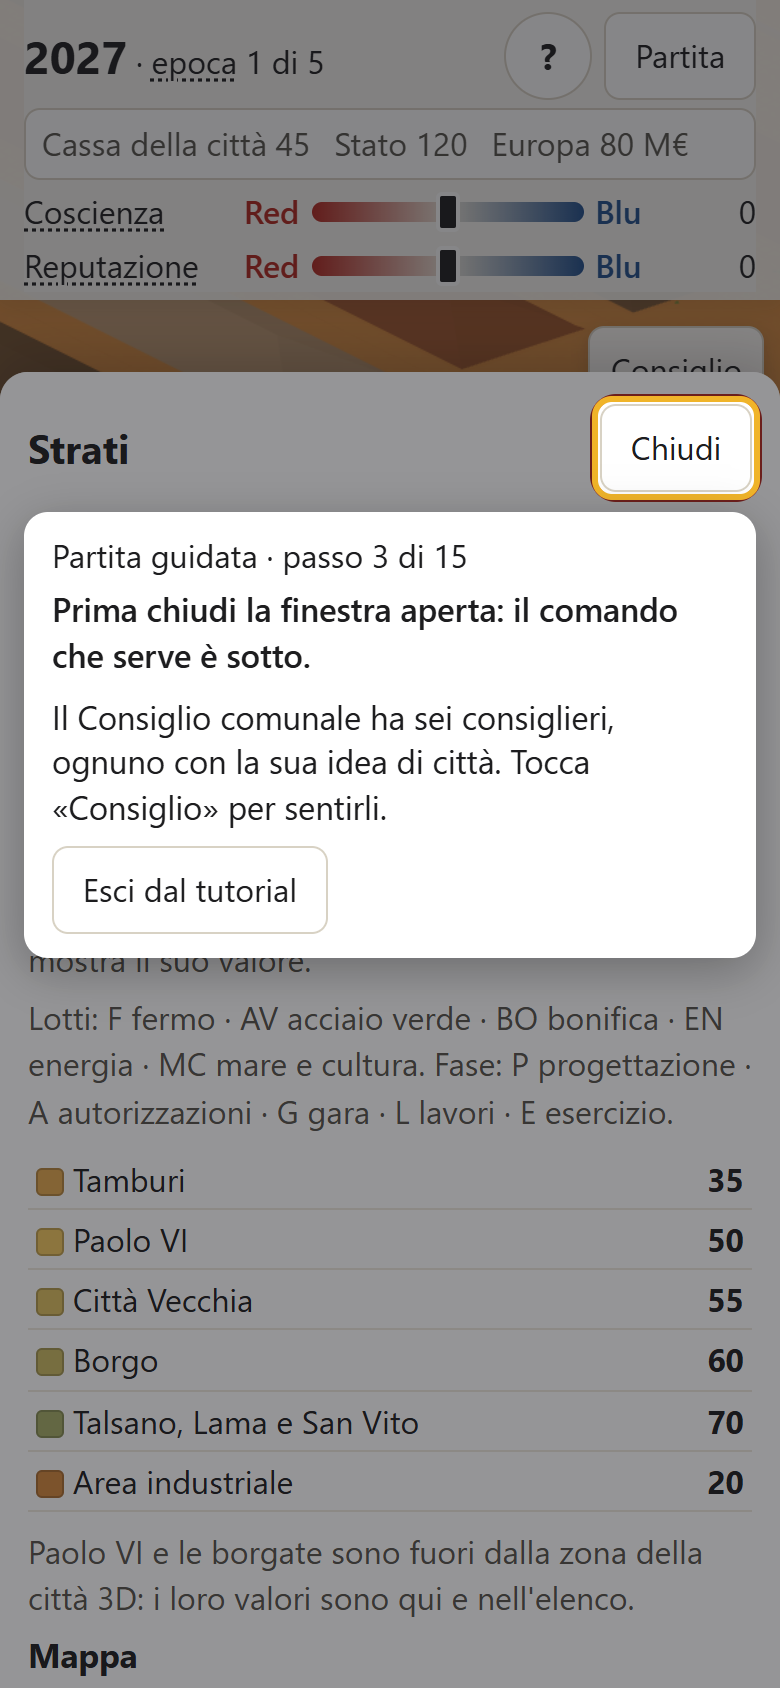 2027 · epoca 1 di 5
?
Partita
Cassa della città 45 Stato 120 Europa 80 M€
Coscienza Red Blu 0
Reputazione Red Blu 0
Consiglio
Strati
Chiudi
Partita guidata · passo 3 di 15
Prima chiudi la finestra aperta: il comando
che serve è sotto.
Il Consiglio comunale ha sei consiglieri,
ognuno con la sua idea di città. Tocca
«Consiglio» per sentirli.
Esci dal tutorial
mostra il suo valore.
Lotti: F fermo · AV acciaio verde · BO bonifica · EN
energia · MC mare e cultura. Fase: P progettazione ·
A autorizzazioni · G gara · L lavori · E esercizio.
Tamburi 35
Paolo VI 50
Città Vecchia 55
Borgo 60
Talsano, Lama e San Vito 70
Area industriale 20
Paolo VI e le borgate sono fuori dalla zona della
città 3D: i loro valori sono qui e nell'elenco.
Mappa